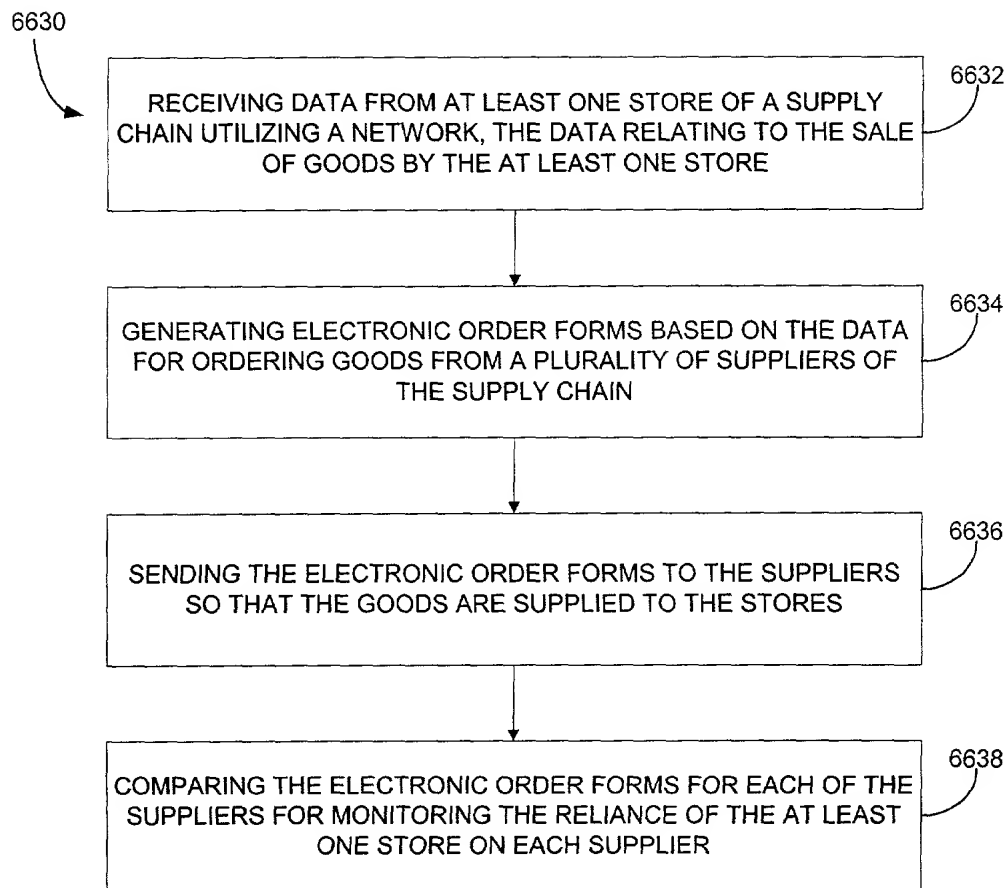 6630
6632
RECEIVING DATA FROM AT LEAST ONE STORE OF A SUPPLY
CHAIN UTILIZING A NETWORK, THE DATA RELATING TO THE SALE
OF GOODS BY THE AT LEAST ONE STORE
6634
GENERATING ELECTRONIC ORDER FORMS BASED ON THE DATA
FOR ORDERING GOODS FROM A PLURALITY OF SUPPLIERS OF
THE SUPPLY CHAIN
6636
SENDING THE ELECTRONIC ORDER FORMS TO THE SUPPLIERS
SO THAT THE GOODS ARE SUPPLIED TO THE STORES
6638
COMPARING THE ELECTRONIC ORDER FORMS FOR EACH OF THE
SUPPLIERS FOR MONITORING THE RELIANCE OF THE AT LEAST
ONE STORE ON EACH SUPPLIER